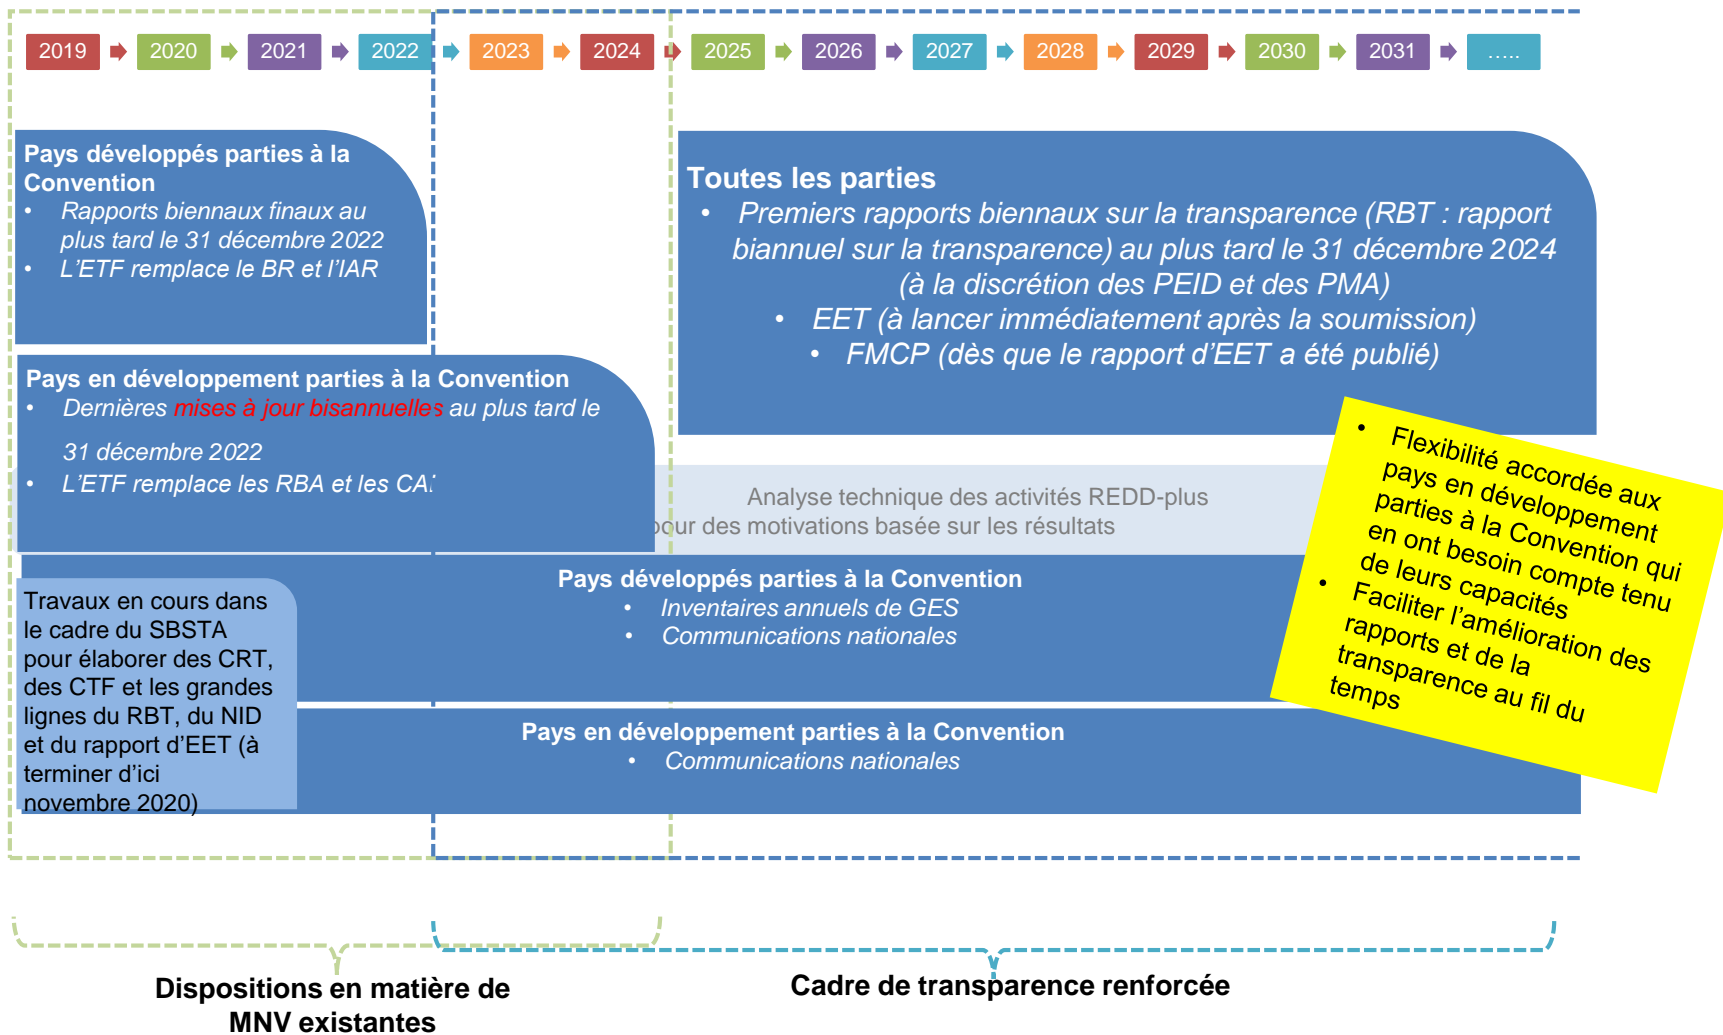 2019 2020 2021 2022 2023 2024 2025 2026 2027 2028 2029 2030 2031 .....
Pays développés parties à la
Convention
• Rapports biennaux finaux au
plus tard le 31 décembre 2022
• L’ETF remplace le BR et l’IAR
Toutes les parties
• Premiers rapports biennaux sur la transparence (RBT : rapport
biannuel sur la transparence) au plus tard le 31 décembre 2024
(à la discrétion des PEID et des PMA)
• EET (à lancer immédiatement après la soumission)
• FMCP (dès que le rapport d’EET a été publié)
Pays en développement parties à la Convention
• Dernières mises à jour bisannuelles au plus tard le
31 décembre 2022
• L’ETF remplace les RBA et les
Analyse technique des activités REDD-plus
pour des motivations basée sur les résultats
• Flexibilité accordée aux
pays en développement
parties à la Convention qui
en ont besoin compte tenu
de leurs capacités
• Faciliter l’amélioration des
rapports et de la
transparence au fil du
temps
Pays développés parties à la Convention
• Inventaires annuels de GES
• Communications nationales
Travaux en cours dans
le cadre du SBSTA
pour élaborer des CRT,
des CTF et les grandes
lignes du RBT, du NID
et du rapport d’EET (à
terminer d’ici
novembre 2020)
Pays en développement parties à la Convention
• Communications nationales
Dispositions en matière de
MNV existantes
Cadre de transparence renforcée